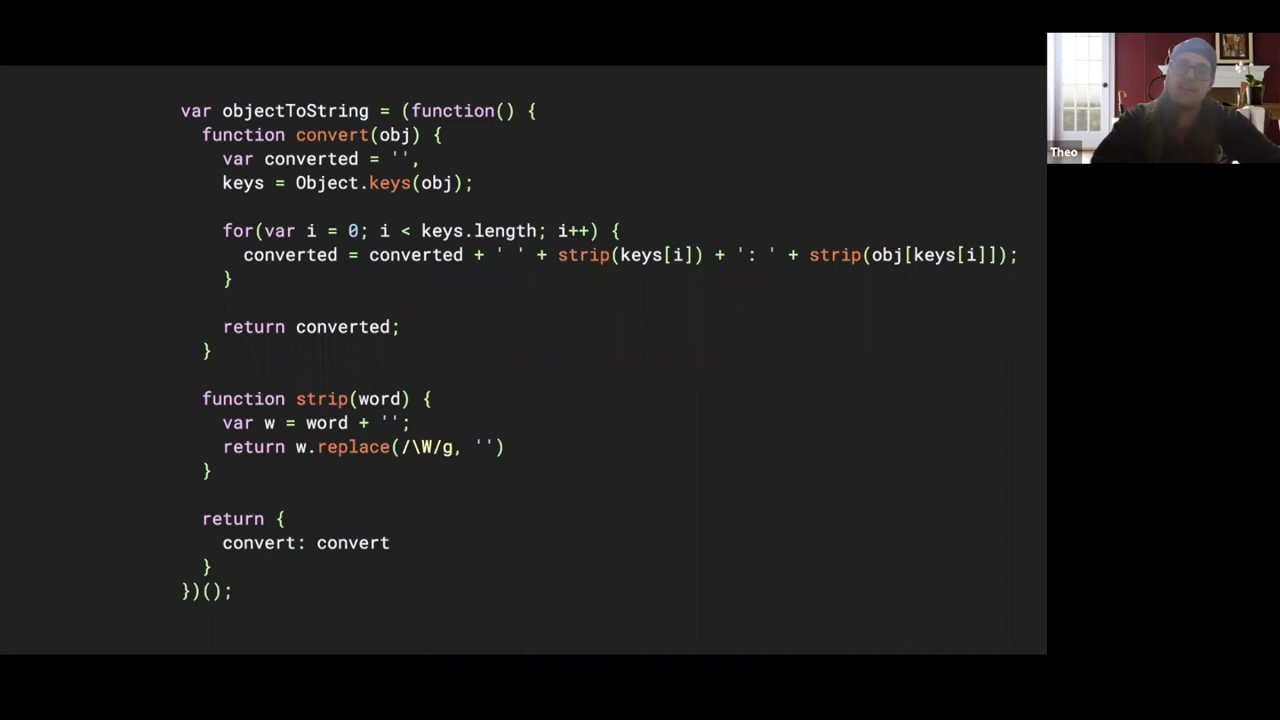 var objectToString = (function() {
  function convert(obj) {
    var converted = '',
    keys = Object.keys(obj);

    for(var i = 0; i < keys.length; i++) {
      converted = converted + ' ' + strip(keys[i]) + ': ' + strip(obj[keys[i]]);
    }

    return converted;
  }

  function strip(word) {
    var w = word + '';
    return w.replace(/\W/g, '')
  }

  return {
    convert: convert
  }
})();
Theo